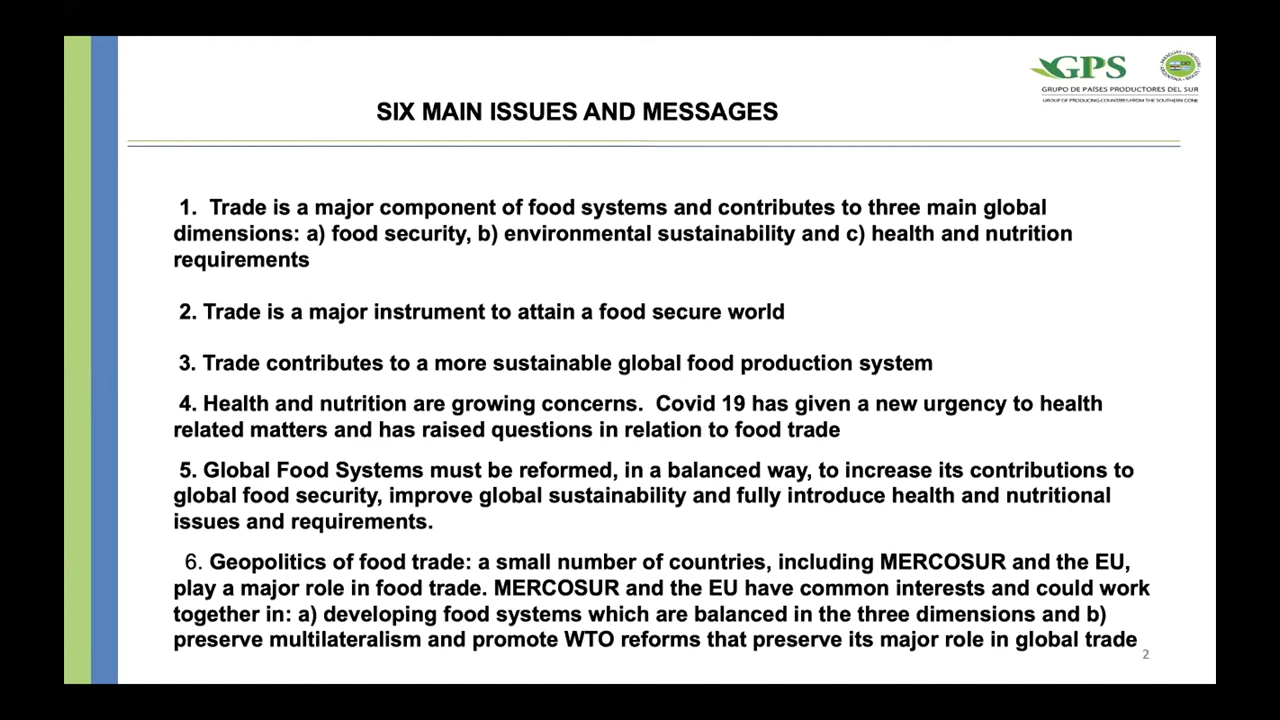 GPS
GRUPO DE PAÍSES PRODUCTORES DEL SUR
GROUP OF PRODUCING COUNTRIES FROM THE SOUTHERN CONE
SIX MAIN ISSUES AND MESSAGES
1. Trade is a major component of food systems and contributes to three main global
dimensions: a) food security, b) environmental sustainability and c) health and nutrition
requirements
2. Trade is a major instrument to attain a food secure world
3. Trade contributes to a more sustainable global food production system
4. Health and nutrition are growing concerns. Covid 19 has given a new urgency to health
related matters and has raised questions in relation to food trade
5. Global Food Systems must be reformed, in a balanced way, to increase its contributions to
global food security, improve global sustainability and fully introduce health and nutritional
issues and requirements.
6. Geopolitics of food trade: a small number of countries, including MERCOSUR and the EU,
play a major role in food trade. MERCOSUR and the EU have common interests and could work
together in: a) developing food systems which are balanced in the three dimensions and b)
preserve multilateralism and promote WTO reforms that preserve its major role in global trade
2